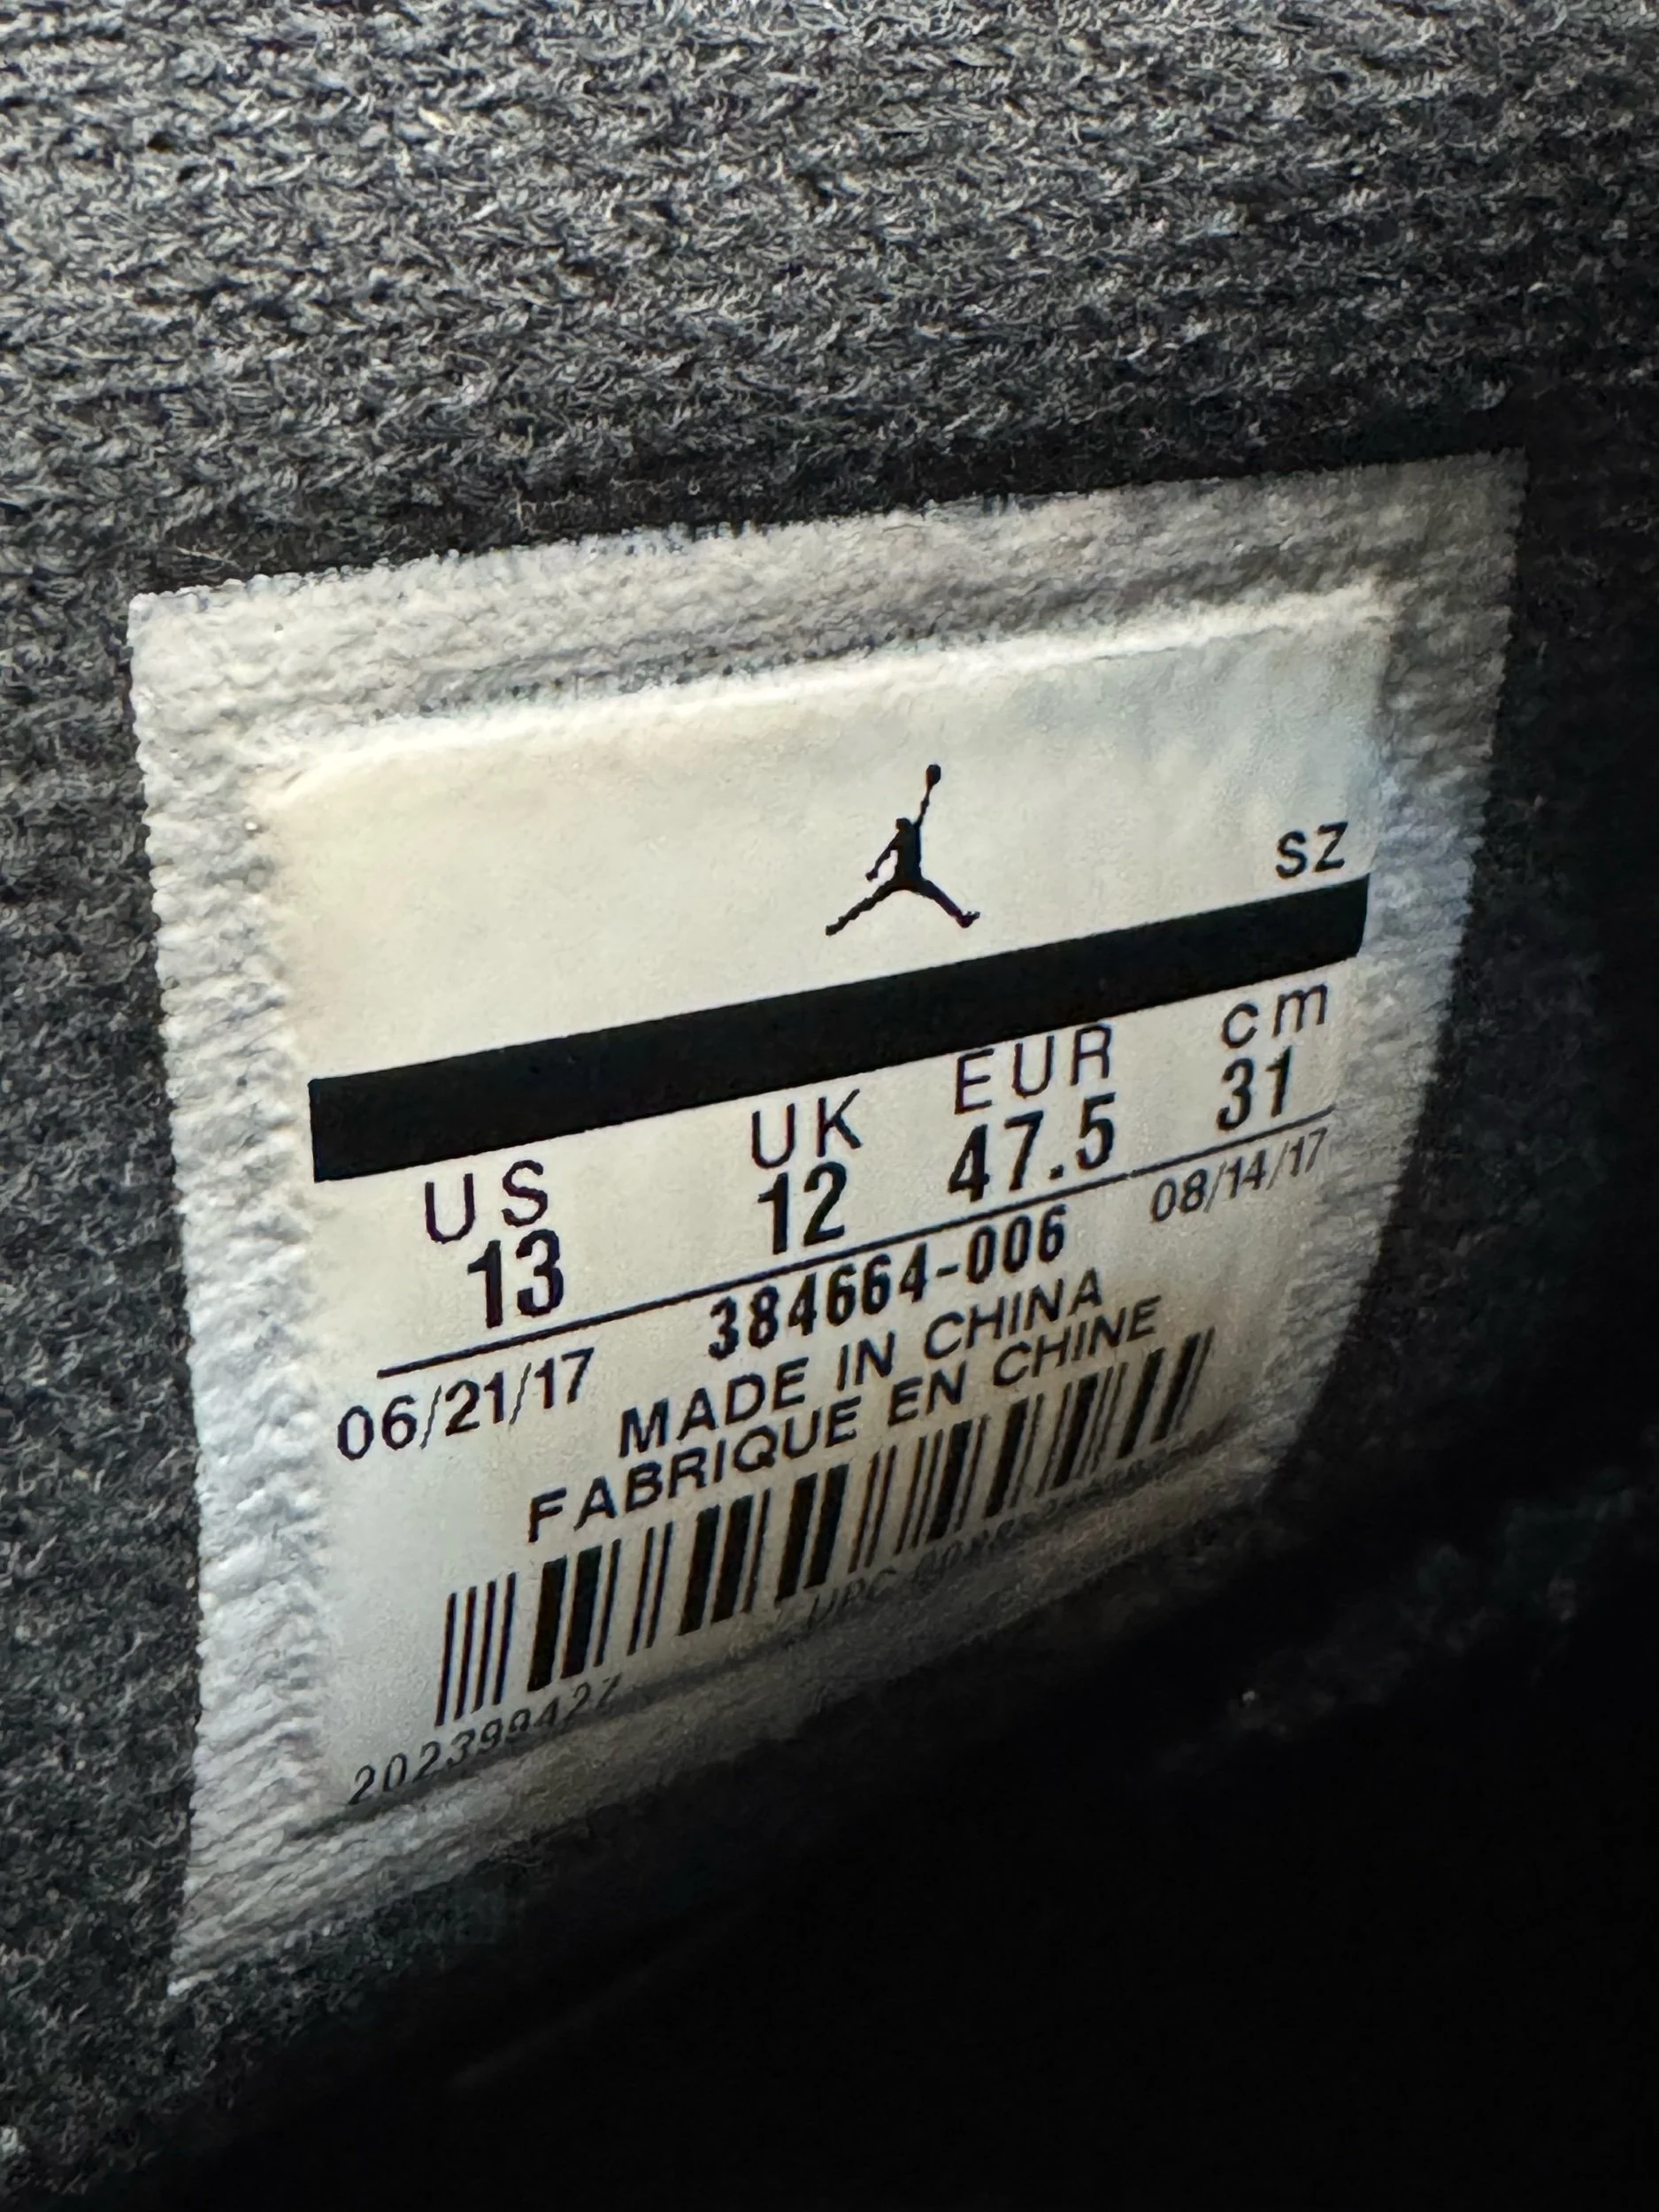 SZ
US UK EUR cm
13 12 47.5 31
06/21/17 384664-006 08/14/17
MADE IN CHINA
FABRIQUE EN CHINE
UPC
202399427